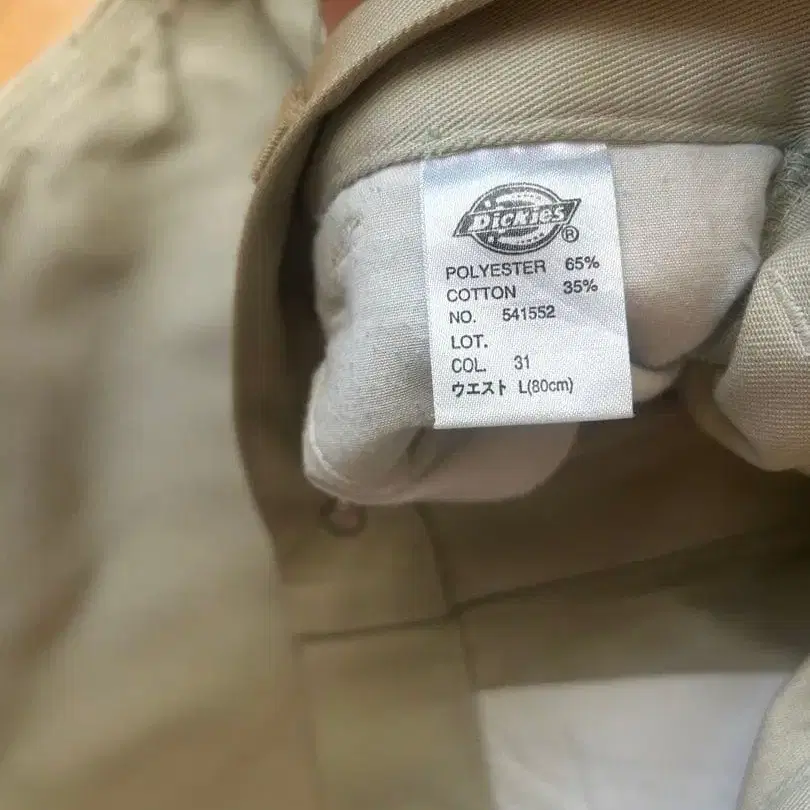 Dickies®
POLYESTER 65%
COTTON 35%
NO. 541552
LOT.
COL. 31
ウエスト L(80cm)